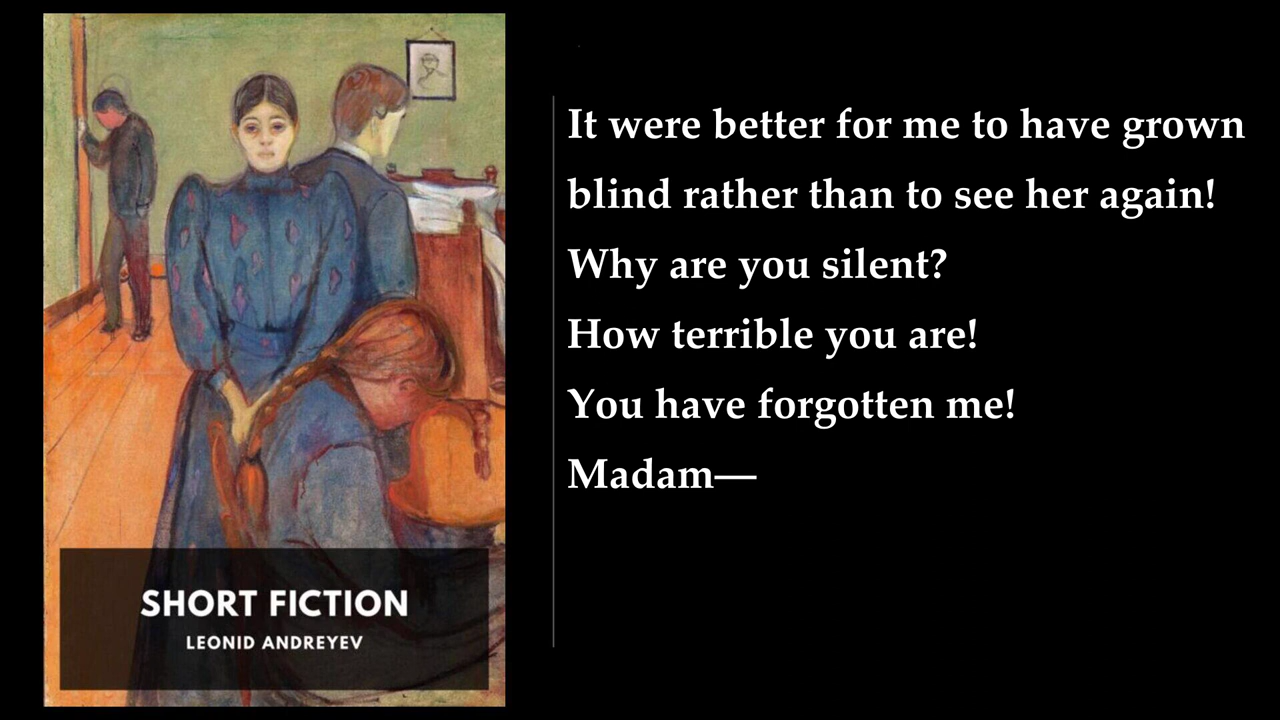 It were better for me to have grown
blind rather than to see her again!
Why are you silent?
How terrible you are!
You have forgotten me!
Madam—
SHORT FICTION
LEONID ANDREYEV